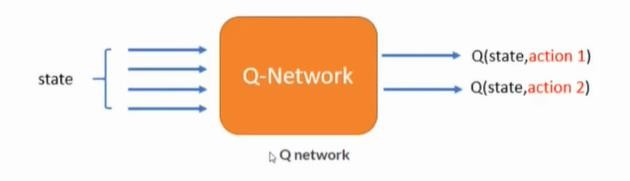 state
Q-Network
Q(state,action 1)
Q(state,action 2)
Q network